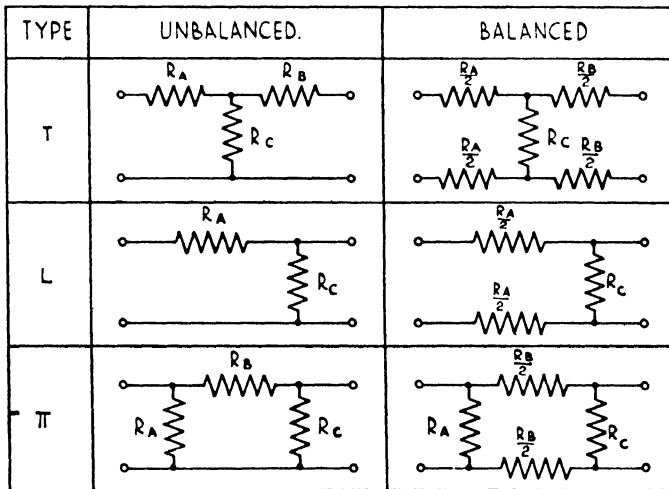 TYPE UNBALANCED. BALANCED
RA RB RA/2 RB/2
T RC RC
RA/2 RB/2
RA RA/2
L RC RC
RA/2
RB RB/2
π RA RC RA RC
RB/2